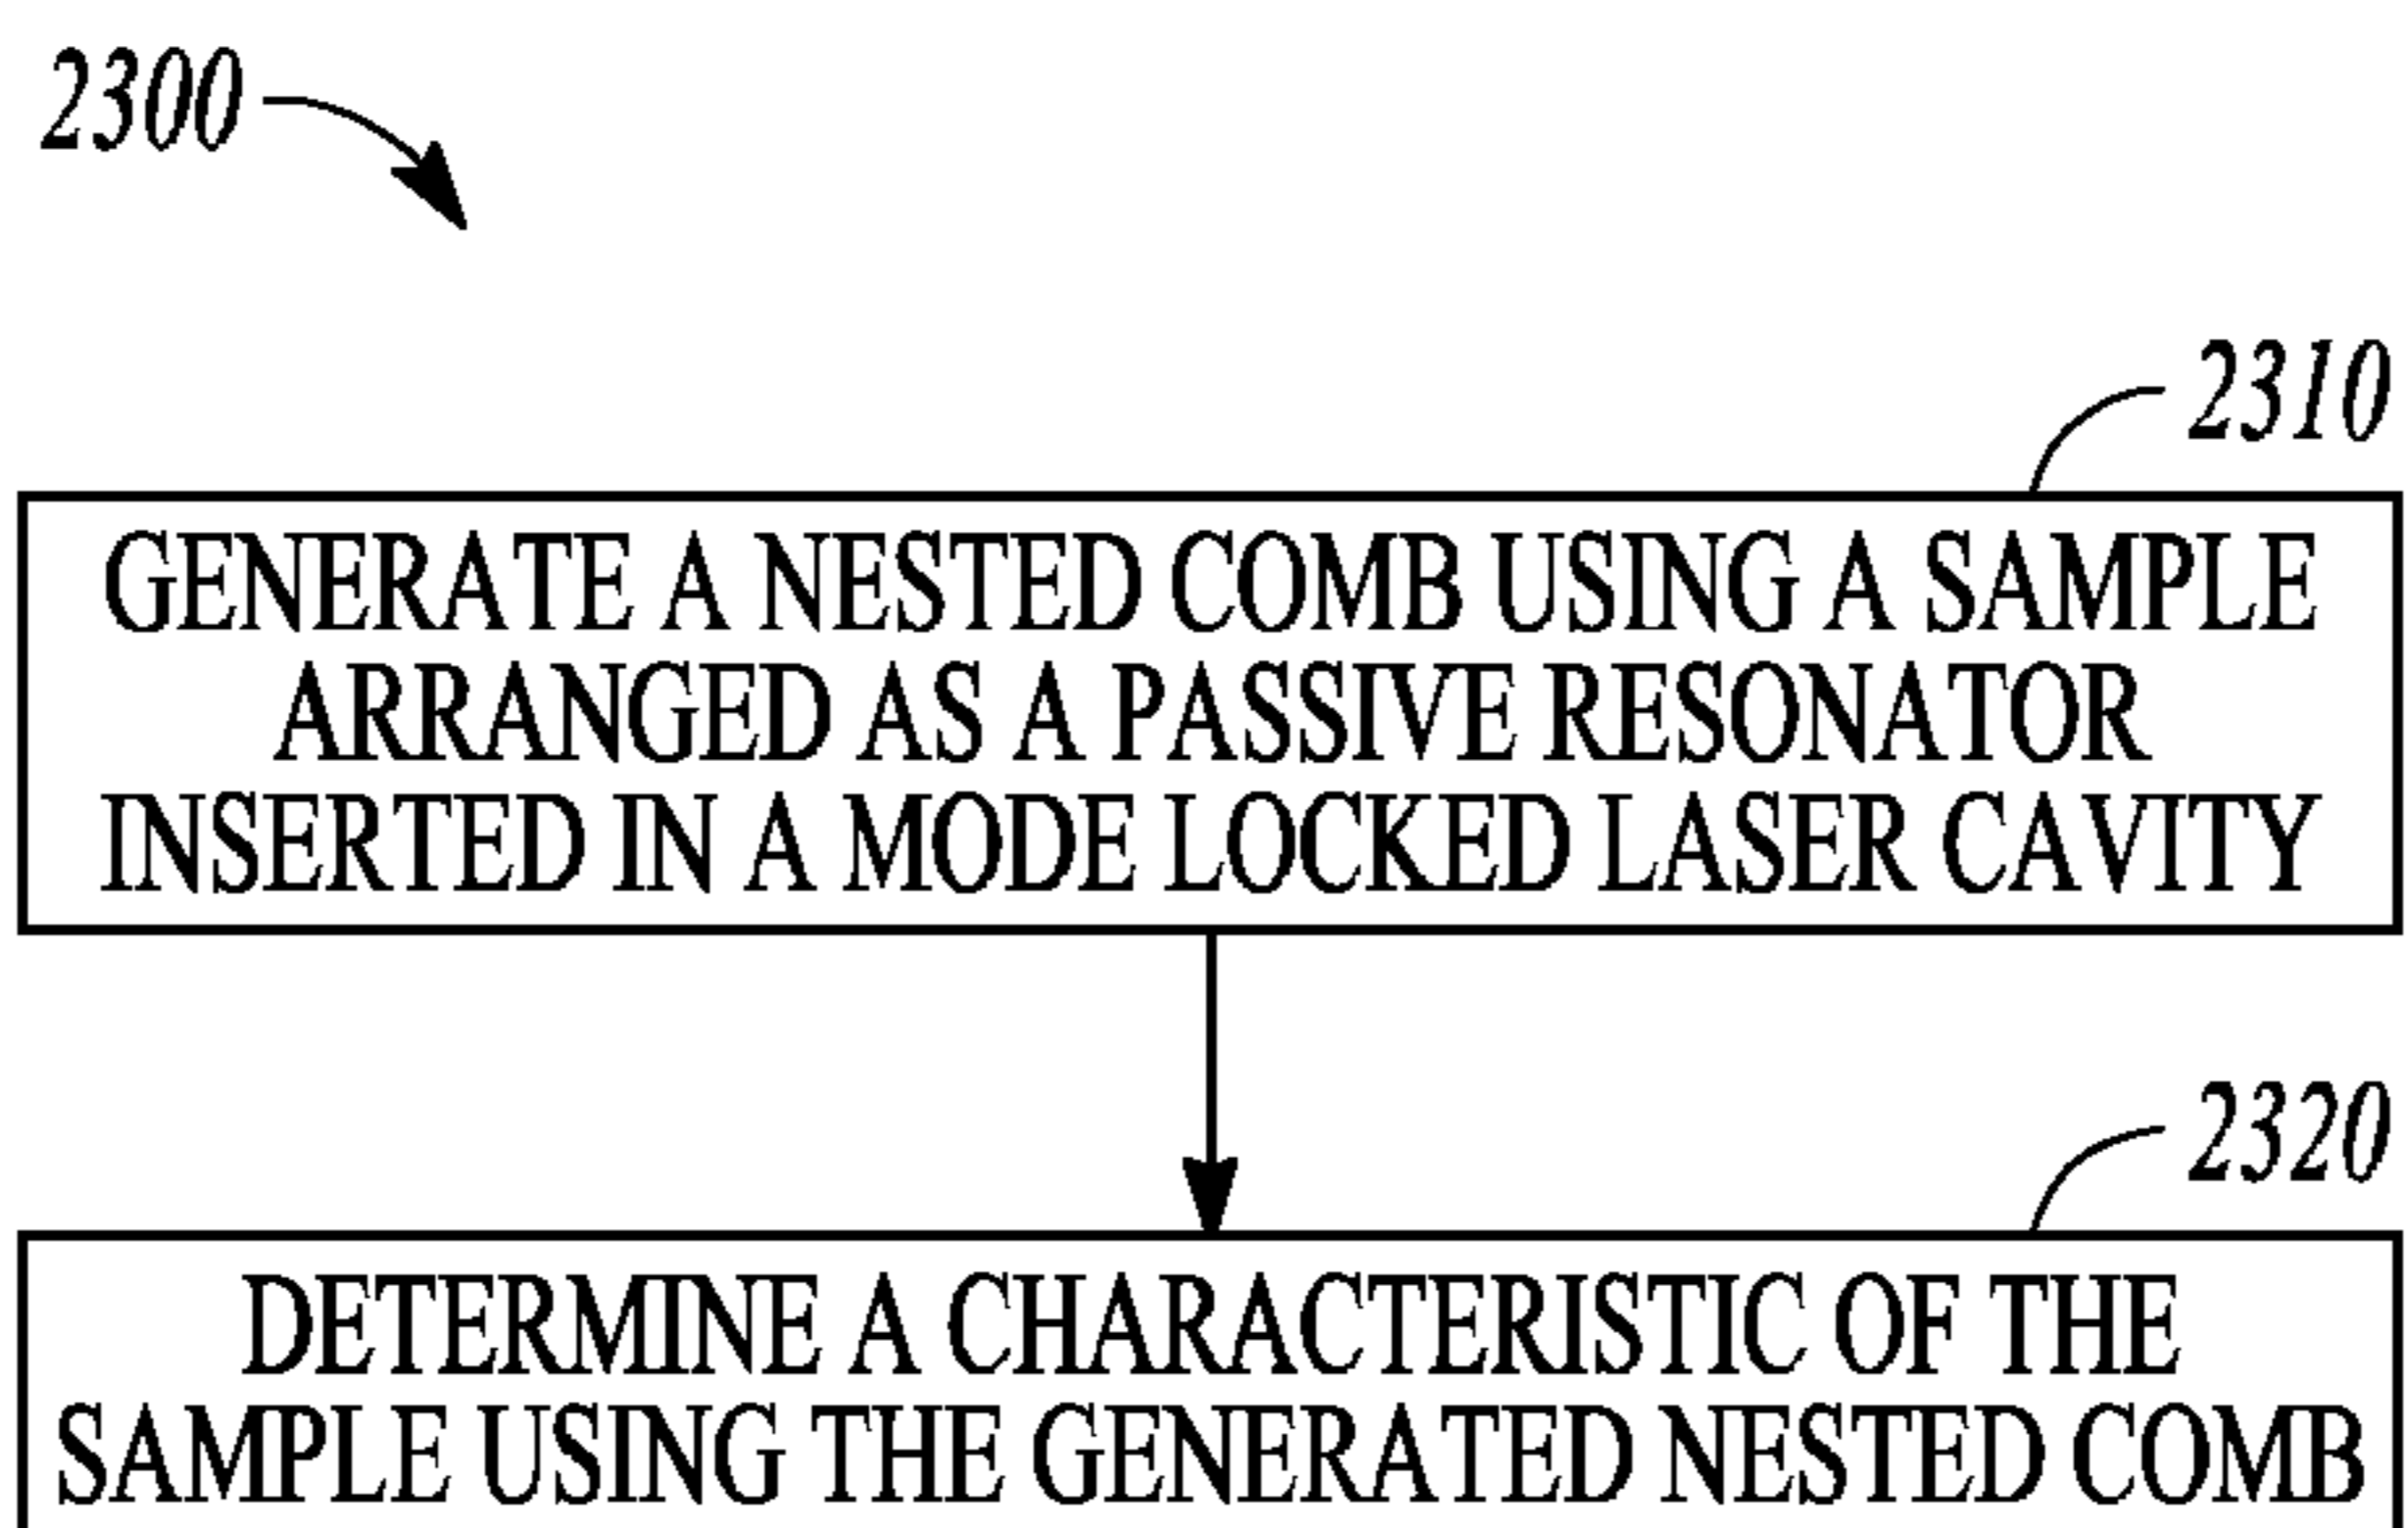 2300
2310
GENERATE A NESTED COMB USING A SAMPLE
ARRANGED AS A PASSIVE RESONATOR
INSERTED IN A MODE LOCKED LASER CAVITY
2320
DETERMINE A CHARACTERISTIC OF THE
SAMPLE USING THE GENERATED NESTED COMB